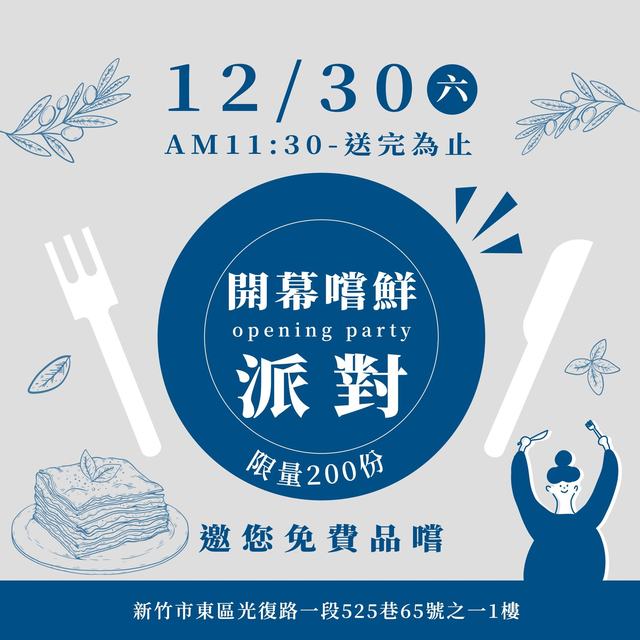 12/30 六
AM11:30-送完為止
開幕嚐鮮
opening party
派對
限量200份
邀您免費品嚐
新竹市東區光復路一段525巷65號之一1樓